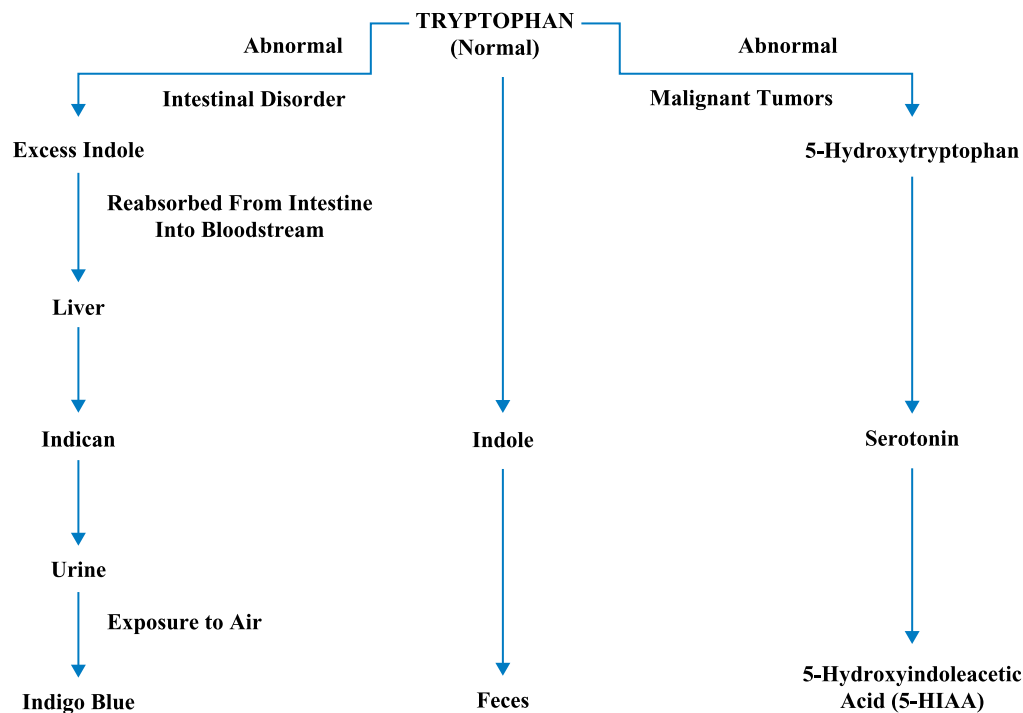 TRYPTOPHAN
(Normal)
Abnormal
Abnormal
Intestinal Disorder
Malignant Tumors
Excess Indole
5-Hydroxytryptophan
Reabsorbed From Intestine
Into Bloodstream
Liver
Indican
Indole
Serotonin
Urine
Exposure to Air
Indigo Blue
Feces
5-Hydroxyindoleacetic
Acid (5-HIAA)